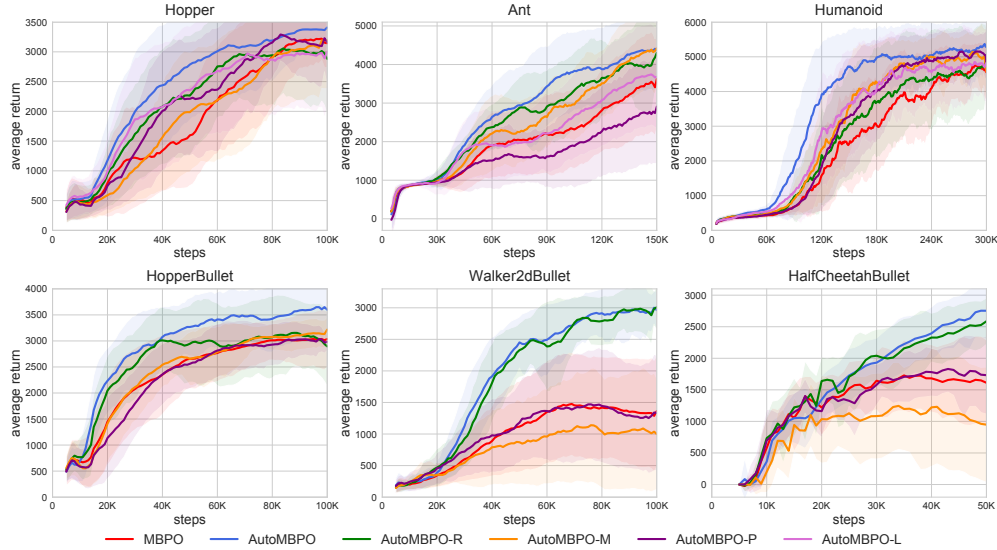 Hopper
Ant
Humanoid
average return
3500
3000
2500
2000
1500
1000
500
0
0
20K
40K
60K
80K
100K
steps
average return
5000
4000
3000
2000
1000
0
0
30K
60K
90K
120K
150K
steps
average return
6000
5000
4000
3000
2000
1000
0
0
60K
120K
180K
240K
300K
steps
HopperBullet
Walker2dBullet
HalfCheetahBullet
average return
4000
3500
3000
2500
2000
1500
1000
500
0
0
20K
40K
60K
80K
100K
steps
average return
3000
2500
2000
1500
1000
500
0
0
20K
40K
60K
80K
100K
steps
average return
3000
2500
2000
1500
1000
500
0
0
10K
20K
30K
40K
50K
steps
MBPO
AutoMBPO
AutoMBPO-R
AutoMBPO-M
AutoMBPO-P
AutoMBPO-L